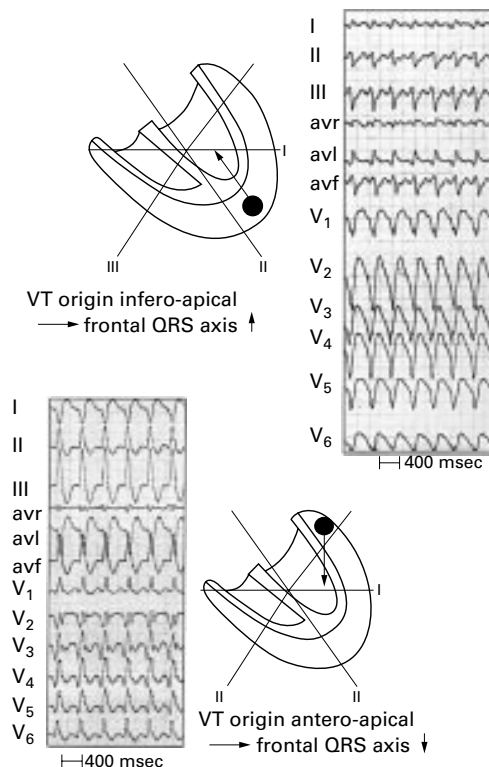 I
II
III
avr
avl
avf
V1
V2
V3
V4
V5
V6
400 msec
I
III
II
VT origin infero-apical
→ frontal QRS axis ↑
I
II
III
avr
avl
avf
V1
V2
V3
V4
V5
V6
400 msec
I
II
II
VT origin antero-apical
→ frontal QRS axis ↓